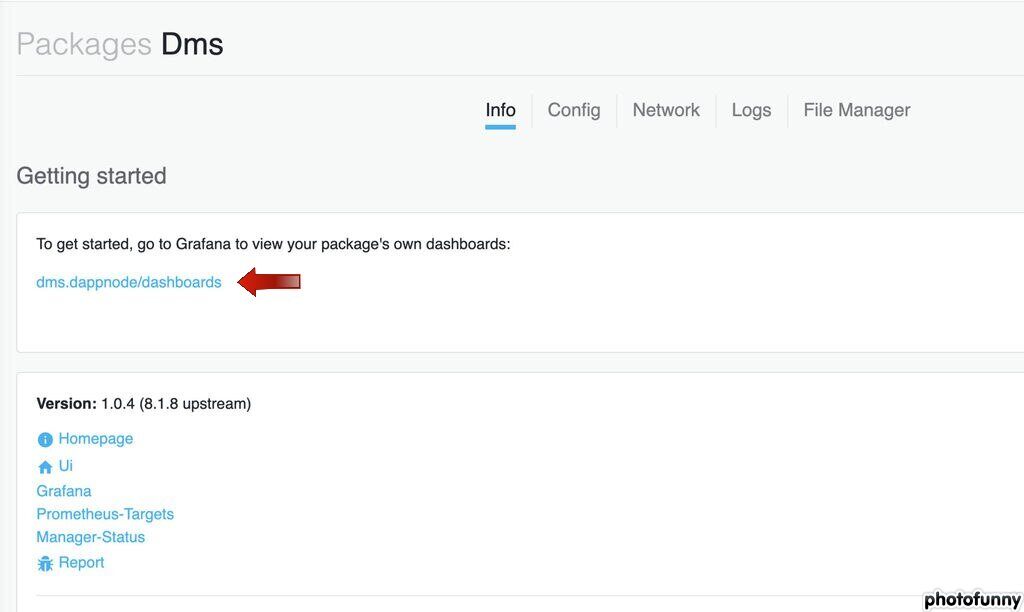 Packages Dms
Info Config Network Logs File Manager
Getting started
To get started, go to Grafana to view your package's own dashboards:
dms.dappnode/dashboards
Version: 1.0.4 (8.1.8 upstream)
Homepage
Ui
Grafana
Prometheus-Targets
Manager-Status
Report
photofunny